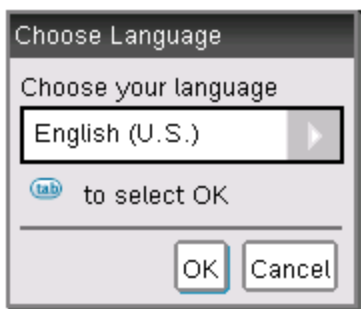 Choose Language
Choose your language
English (U.S.)
tab to select OK
OK Cancel